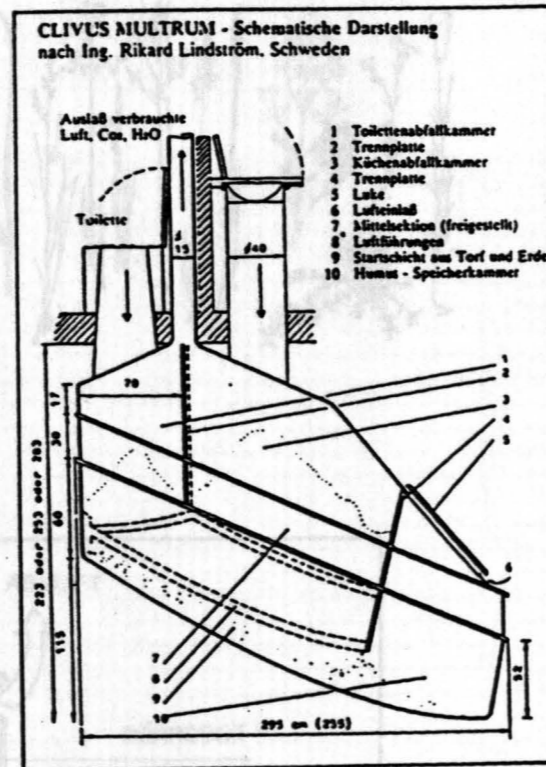 CLIVUS MULTRUM - Schematische Darstellung
nach Ing. Rikard Lindström, Schweden
Auslaß verbrauchte
Luft, Cos, H₂O
Toilette
1 Toilettenabfallkammer
2 Trennplatte
3 Küchenabfallkammer
4 Trennplatte
5 Luke
6 Lufteinlaß
7 Mittelsektion (freigestellt)
8 Luftführungen
9 Startschicht aus Torf und Erde
10 Humus - Speicherkammer
ø
15
ø40
70
17
30
60
115
223 oder 253 oder 283
1
2
3
4
5
6
7
8
9
10
52
295 cm (255)